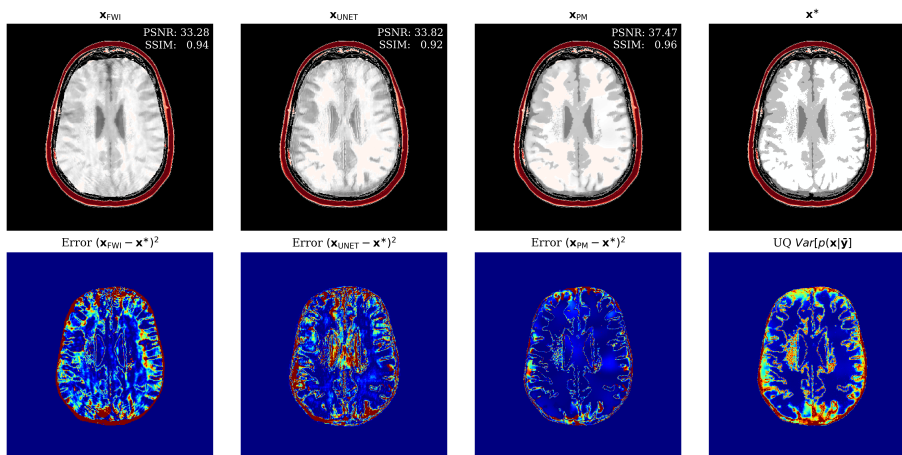 x_FWI
x_UNET
x_PM
x*
PSNR: 33.28
SSIM: 0.94
PSNR: 33.82
SSIM: 0.92
PSNR: 37.47
SSIM: 0.96
Error (x_FWI − x*)²
Error (x_UNET − x*)²
Error (x_PM − x*)²
UQ Var[p(x|ȳ]